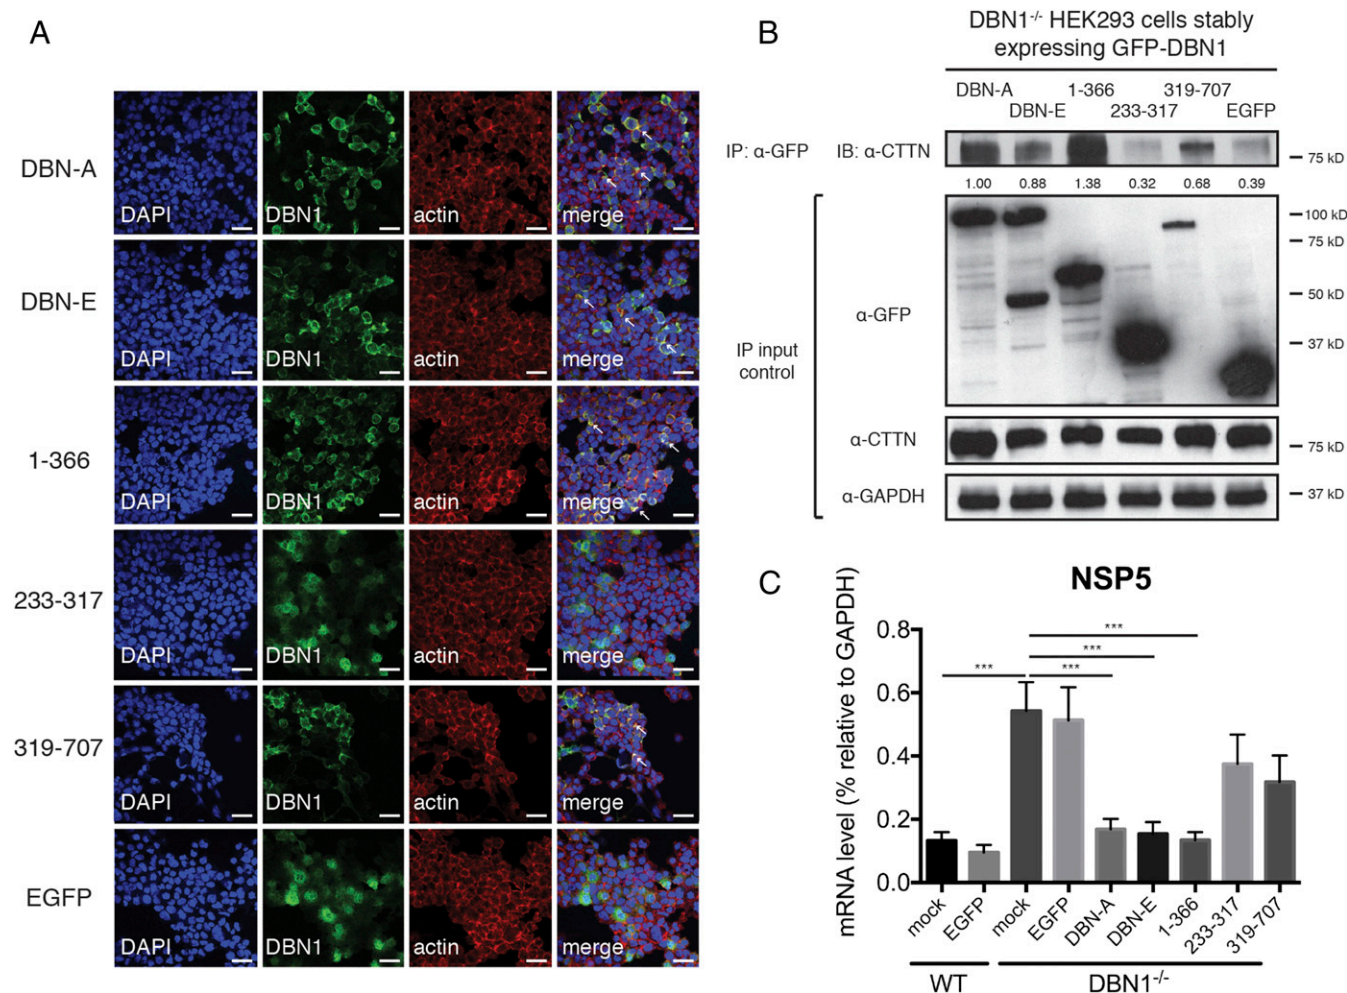 A
DBN-A
DAPI DBN1 actin merge
DBN-E
DAPI DBN1 actin merge
1-366
DAPI DBN1 actin merge
233-317
DAPI DBN1 actin merge
319-707
DAPI DBN1 actin merge
EGFP
DAPI DBN1 actin merge
B
DBN1-/- HEK293 cells stably
expressing GFP-DBN1
DBN-A 1-366 319-707
DBN-E 233-317 EGFP
IP: α-GFP IB: α-CTTN 75 kD
1.00 0.88 1.38 0.32 0.68 0.39
100 kD
75 kD
50 kD
α-GFP
37 kD
IP input
control
α-CTTN 75 kD
α-GAPDH 37 kD
C
NSP5
mRNA level (% relative to GAPDH)
0.8
0.6
0.4
0.2
0.0
***
***
*** ***
mock EGFP mock EGFP DBN-A DBN-E 1-366 233-317 319-707
WT DBN1-/-